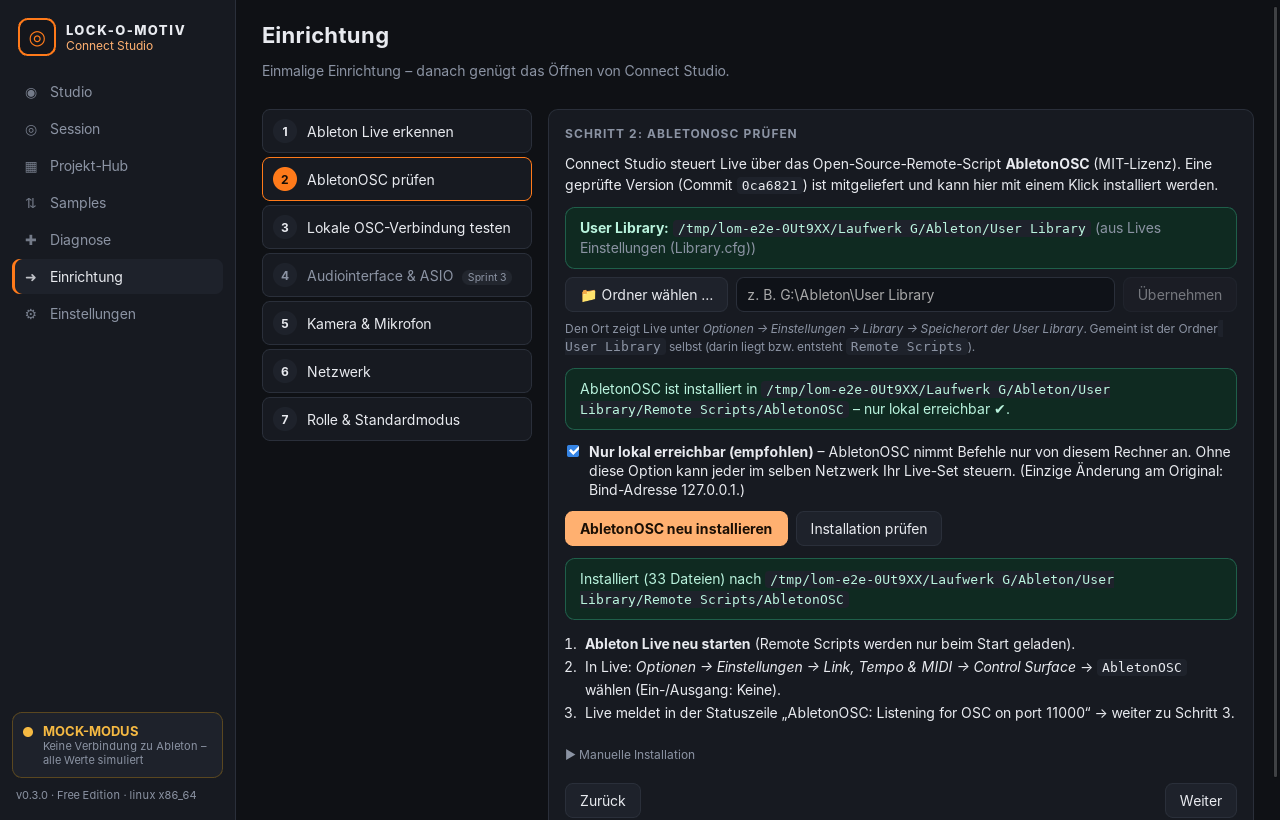 LOCK-O-MOTIV
Connect Studio
Studio
Session
Projekt-Hub
Samples
Diagnose
Einrichtung
Einstellungen
MOCK-MODUS
Keine Verbindung zu Ableton –
alle Werte simuliert
v0.3.0 · Free Edition · linux x86_64
Einrichtung
Einmalige Einrichtung – danach genügt das Öffnen von Connect Studio.
1 Ableton Live erkennen
2 AbletonOSC prüfen
3 Lokale OSC-Verbindung testen
4 Audiointerface & ASIO Sprint 3
5 Kamera & Mikrofon
6 Netzwerk
7 Rolle & Standardmodus
SCHRITT 2: ABLETONOSC PRÜFEN
Connect Studio steuert Live über das Open-Source-Remote-Script AbletonOSC (MIT-Lizenz). Eine
geprüfte Version (Commit 0ca6821 ) ist mitgeliefert und kann hier mit einem Klick installiert werden.
User Library: /tmp/lom-e2e-0Ut9XX/Laufwerk G/Ableton/User Library (aus Lives
Einstellungen (Library.cfg))
Ordner wählen ... z. B. G:\Ableton\User Library Übernehmen
Den Ort zeigt Live unter Optionen → Einstellungen → Library → Speicherort der User Library. Gemeint ist der Ordner
User Library selbst (darin liegt bzw. entsteht Remote Scripts ).
AbletonOSC ist installiert in /tmp/lom-e2e-0Ut9XX/Laufwerk G/Ableton/User
Library/Remote Scripts/AbletonOSC – nur lokal erreichbar ✔.
Nur lokal erreichbar (empfohlen) – AbletonOSC nimmt Befehle nur von diesem Rechner an. Ohne
diese Option kann jeder im selben Netzwerk Ihr Live-Set steuern. (Einzige Änderung am Original:
Bind-Adresse 127.0.0.1.)
AbletonOSC neu installieren Installation prüfen
Installiert (33 Dateien) nach /tmp/lom-e2e-0Ut9XX/Laufwerk G/Ableton/User
Library/Remote Scripts/AbletonOSC
1. Ableton Live neu starten (Remote Scripts werden nur beim Start geladen).
2. In Live: Optionen → Einstellungen → Link, Tempo & MIDI → Control Surface → AbletonOSC
wählen (Ein-/Ausgang: Keine).
3. Live meldet in der Statuszeile „AbletonOSC: Listening for OSC on port 11000“ → weiter zu Schritt 3.
▶ Manuelle Installation
Zurück Weiter